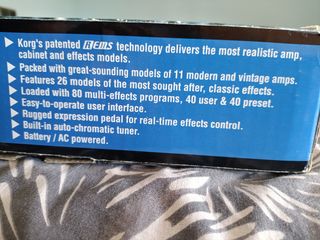 ▶ Korg's patented REMS technology delivers the most realistic amp,
cabinet and effects models.
▶ Packed with great-sounding models of 11 modern and vintage amps.
▶ Features 26 models of the most sought after, classic effects.
▶ Loaded with 80 multi-effects programs, 40 user & 40 preset.
▶ Easy-to-operate user interface.
▶ Rugged expression pedal for real-time effects control.
▶ Built-in auto-chromatic tuner.
▶ Battery / AC powered.